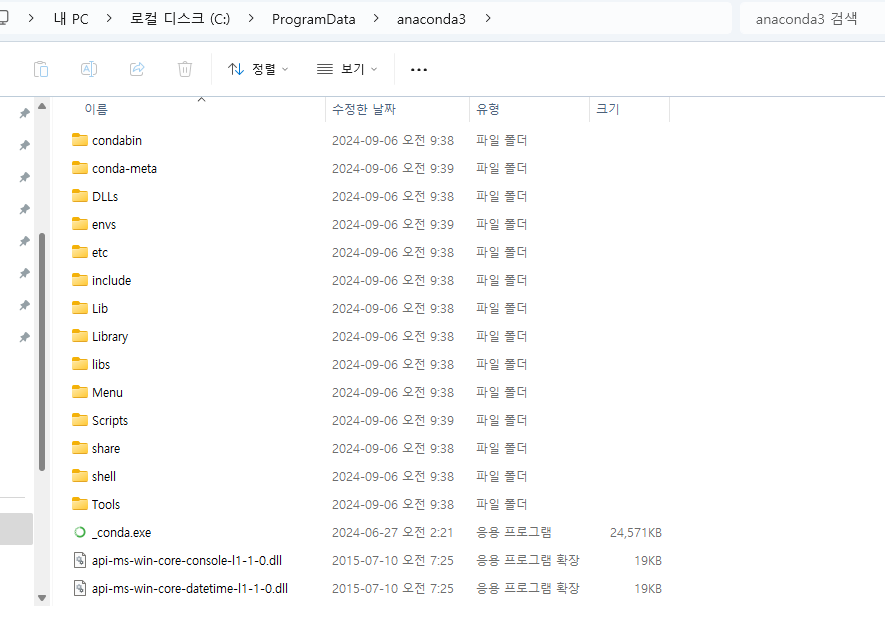 내 PC > 로컬 디스크 (C:) > ProgramData > anaconda3 > anaconda3 검색
정렬 보기 ...
이름 수정한 날짜 유형 크기
condabin 2024-09-06 오전 9:38 파일 폴더
conda-meta 2024-09-06 오전 9:39 파일 폴더
DLLs 2024-09-06 오전 9:38 파일 폴더
envs 2024-09-06 오전 9:39 파일 폴더
etc 2024-09-06 오전 9:38 파일 폴더
include 2024-09-06 오전 9:38 파일 폴더
Lib 2024-09-06 오전 9:38 파일 폴더
Library 2024-09-06 오전 9:38 파일 폴더
libs 2024-09-06 오전 9:38 파일 폴더
Menu 2024-09-06 오전 9:38 파일 폴더
Scripts 2024-09-06 오전 9:39 파일 폴더
share 2024-09-06 오전 9:38 파일 폴더
shell 2024-09-06 오전 9:38 파일 폴더
Tools 2024-09-06 오전 9:38 파일 폴더
_conda.exe 2024-06-27 오전 2:21 응용 프로그램 24,571KB
api-ms-win-core-console-l1-1-0.dll 2015-07-10 오전 7:25 응용 프로그램 확장 19KB
api-ms-win-core-datetime-l1-1-0.dll 2015-07-10 오전 7:25 응용 프로그램 확장 19KB